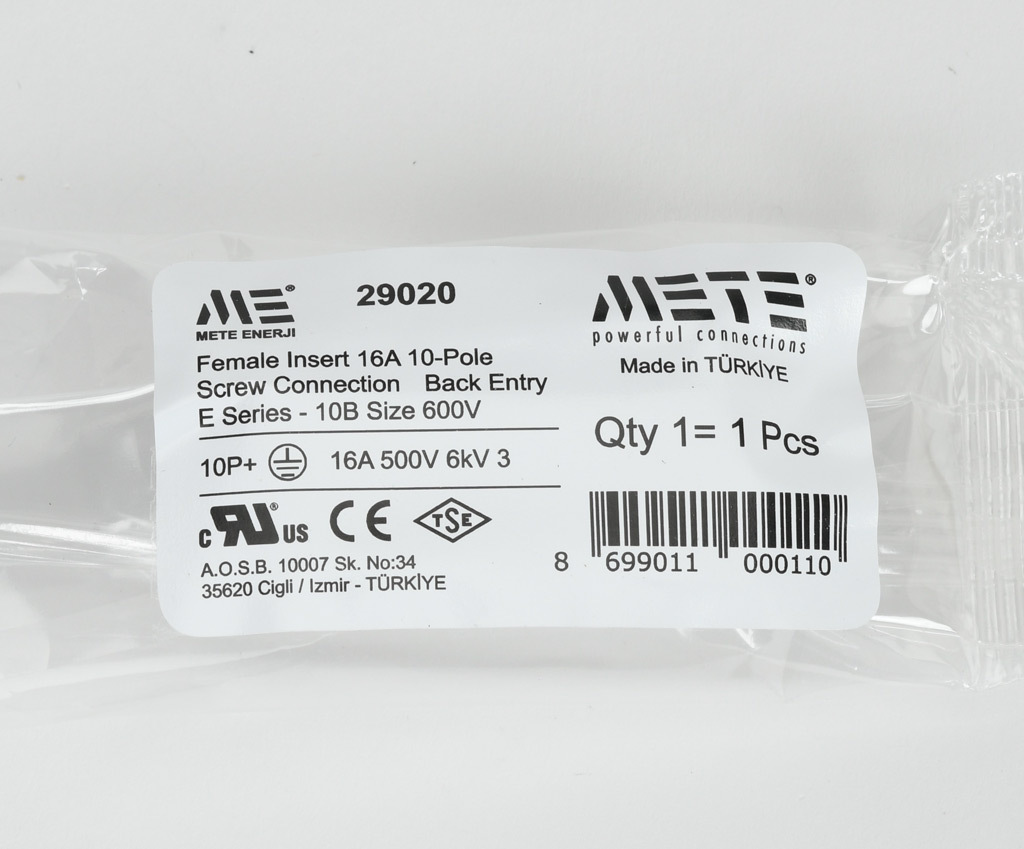 ME®
METE ENERJI
29020
Female Insert 16A 10-Pole
Screw Connection Back Entry
E Series - 10B Size 600V
10P+ 16A 500V 6kV 3
c RU® US CE TSE
A.O.S.B. 10007 Sk. No:34
35620 Cigli / Izmir - TÜRKİYE
METE®
powerful connections
Made in TÜRKİYE
Qty 1= 1 Pcs
8 699011 000110